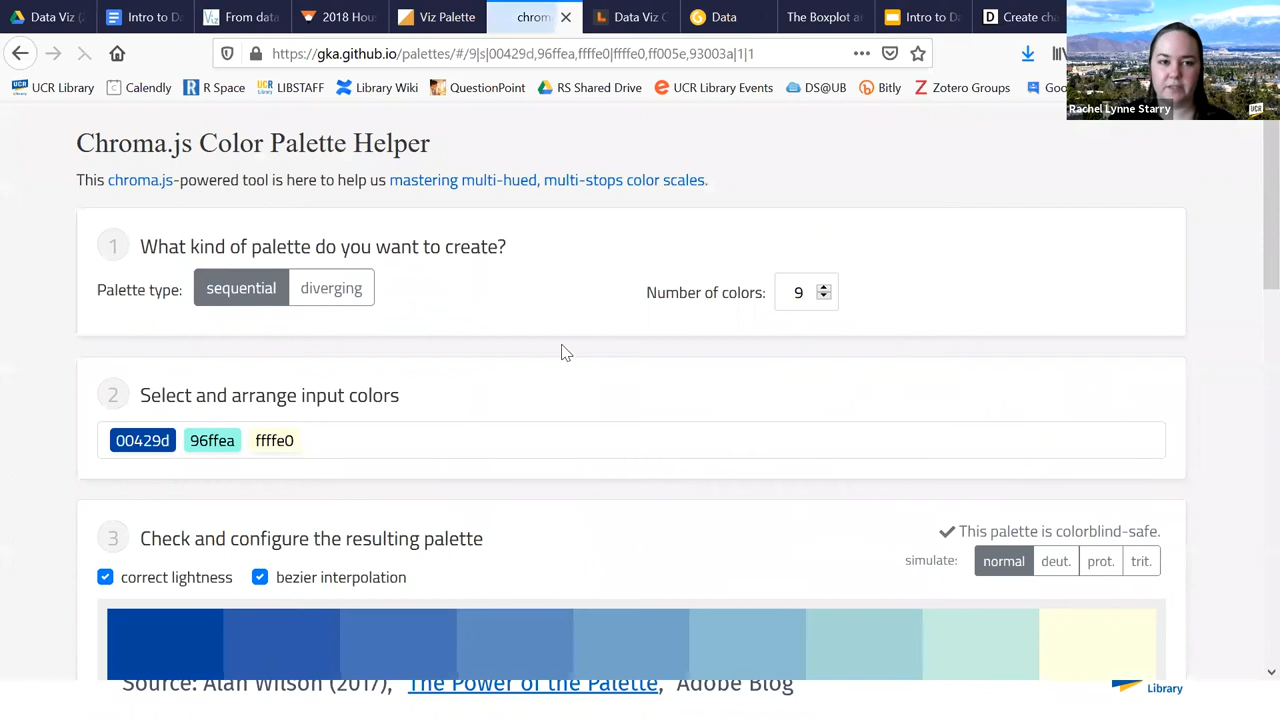 Data Viz (
Intro to Da
From data
2018 Hou
Viz Palette
chrom
Data Viz C
Data
The Boxplot a
Intro to Da
Create cha
https://gka.github.io/palettes/#/9|s|00429d,96ffea,ffffe0|ffffe0,ff005e,93003a|1|1
UCR Library
Calendly
R Space
LIBSTAFF
Library Wiki
QuestionPoint
RS Shared Drive
UCR Library Events
DS@UB
Bitly
Zotero Groups
Goo
Rachel Lynne Starry
UCR
Chroma.js Color Palette Helper
This chroma.js-powered tool is here to help us mastering multi-hued, multi-stops color scales.
1 What kind of palette do you want to create?
Palette type: sequential diverging
Number of colors: 9
2 Select and arrange input colors
00429d 96ffea ffffe0
3 Check and configure the resulting palette
This palette is colorblind-safe.
correct lightness bezier interpolation
simulate: normal deut. prot. trit.
Source: Alan Wilson (2017), "The Power of the Palette," Adobe Blog
Library